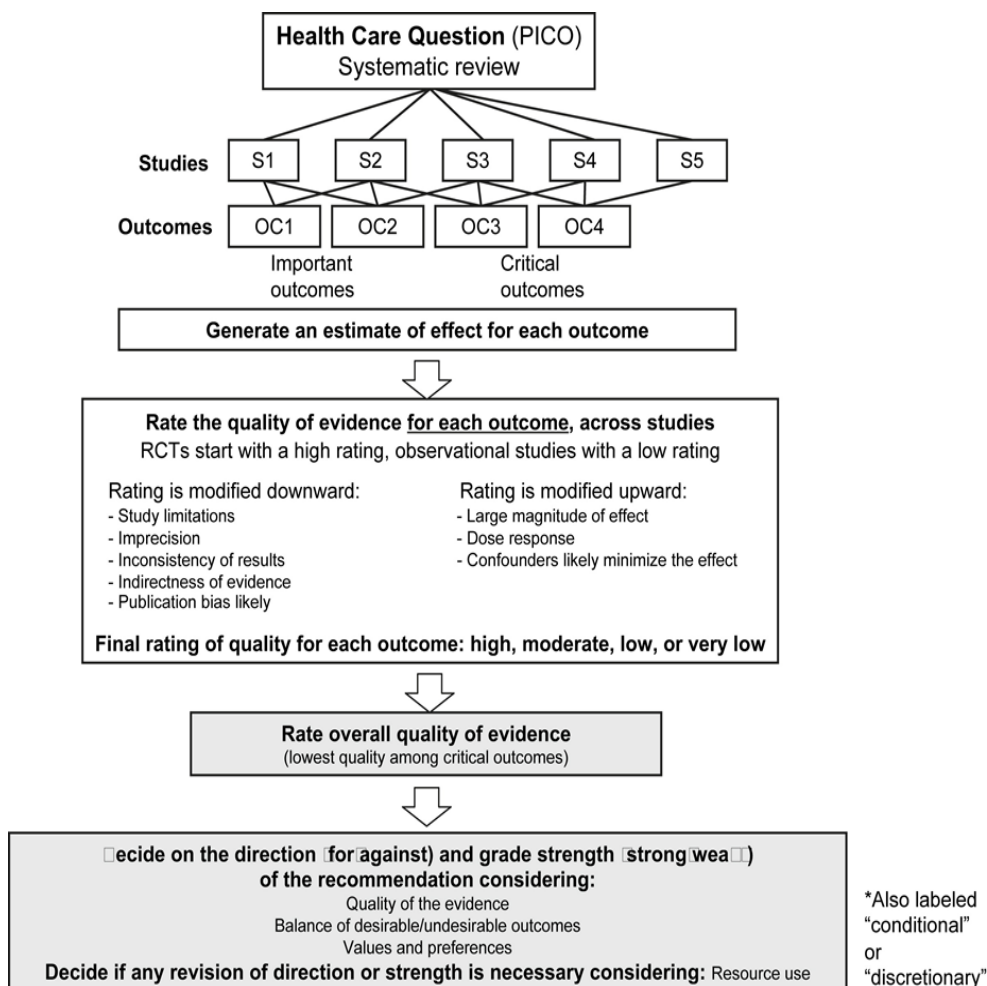 Health Care Question (PICO)
Systematic review
Studies
S1 S2 S3 S4 S5
Outcomes
OC1 OC2 OC3 OC4
Important
outcomes
Critical
outcomes
Generate an estimate of effect for each outcome
Rate the quality of evidence for each outcome, across studies
RCTs start with a high rating, observational studies with a low rating
Rating is modified downward:
- Study limitations
- Imprecision
- Inconsistency of results
- Indirectness of evidence
- Publication bias likely
Rating is modified upward:
- Large magnitude of effect
- Dose response
- Confounders likely minimize the effect
Final rating of quality for each outcome: high, moderate, low, or very low
Rate overall quality of evidence
(lowest quality among critical outcomes)
□ecide on the direction □for□against) and grade strength □strong□wea□□)
of the recommendation considering:
Quality of the evidence
Balance of desirable/undesirable outcomes
Values and preferences
Decide if any revision of direction or strength is necessary considering: Resource use
*Also labeled
“conditional”
or
“discretionary”